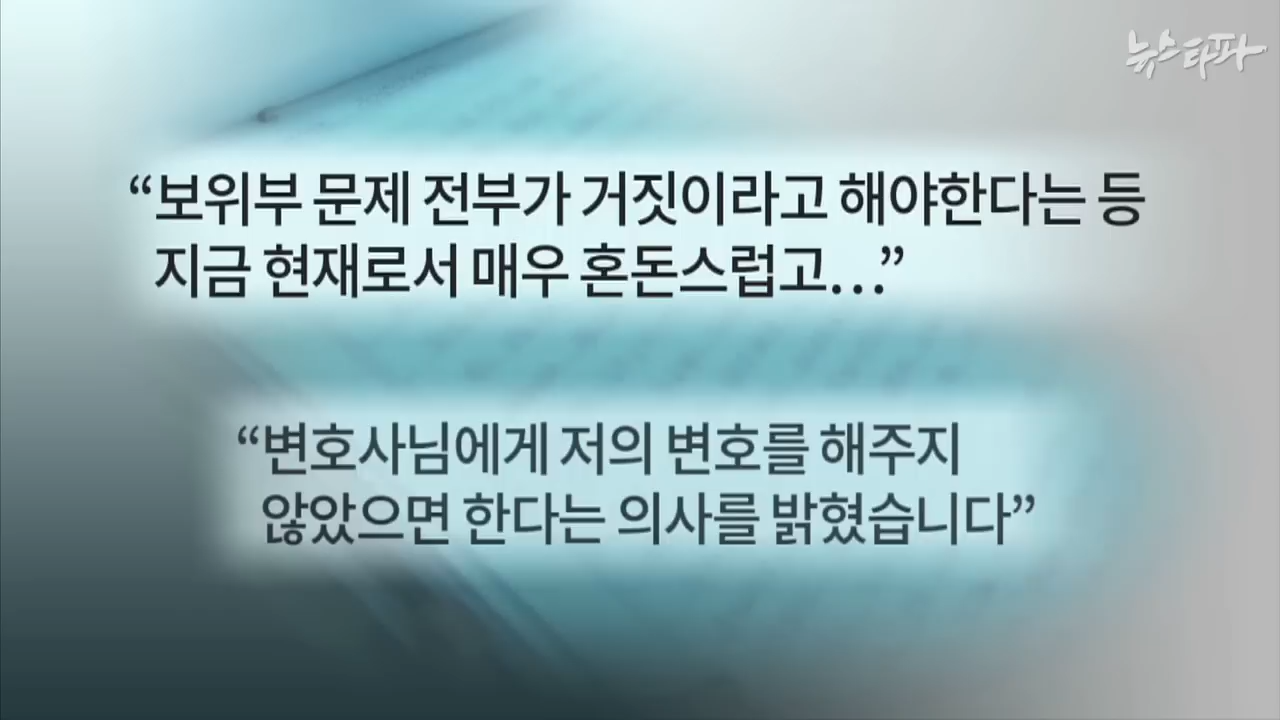 뉴스타파
“보위부 문제 전부가 거짓이라고 해야한다는 등
지금 현재로서 매우 혼돈스럽고...”
“변호사님에게 저의 변호를 해주지
않았으면 한다는 의사를 밝혔습니다”